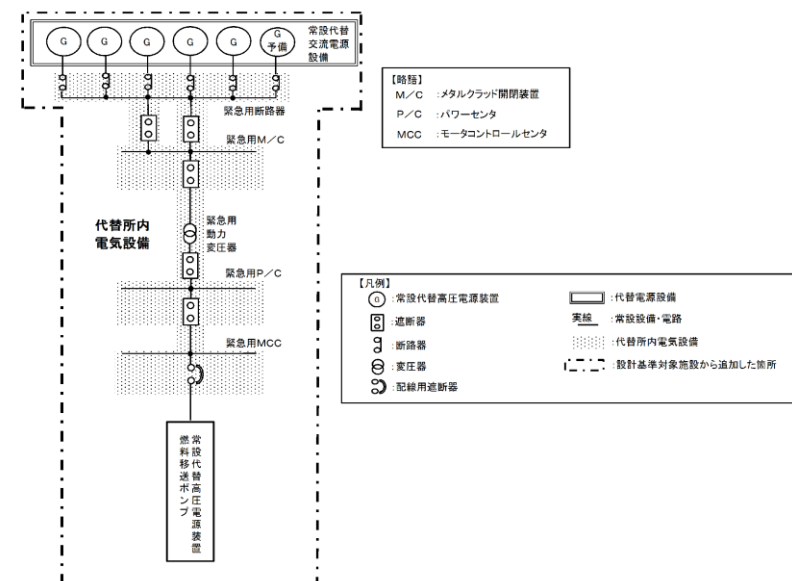 G G G G G G
予備
常設代替
交流電源
設備
緊急用断路器
緊急用M/C
代替所内
電気設備
緊急用
動力
変圧器
緊急用P/C
緊急用MCC
常設代替高圧電源装置
燃料移送ポンプ
【略語】
M/C :メタルクラッド開閉装置
P/C :パワーセンタ
MCC :モータコントロールセンタ
【凡例】
G :常設代替高圧電源装置
:遮断器
:断路器
:変圧器
:配線用遮断器
:代替電源設備
実線 :常設設備・電路
:代替所内電気設備
:設計基準対象施設から追加した箇所